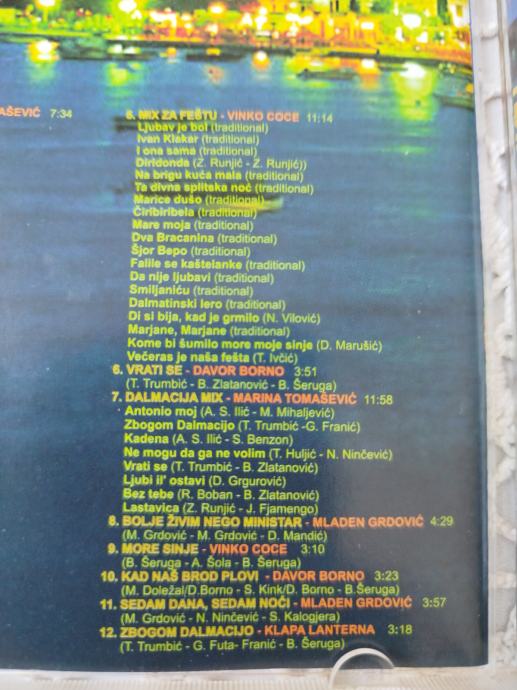 AŠEVIĆ 7:34
5. MIX ZA FEŠTU - VINKO COCE 11:14
Ljubav je bol (traditional)
Ivan Klakar (traditional)
I ona sama (traditional)
Diridonda (Z. Runjić - Z. Runjić))
Na brigu kuća mala (traditional)
Ta divna splitska noć (traditional)
Marice dušo (traditional)
Ćiribiribela (traditional)
Mare moja (traditional)
Dva Bracanina (traditional)
Šjor Bepo (traditional)
Falile se kaštelanke (traditional)
Da nije ljubavi (traditional)
Smiljaniću (traditional)
Dalmatinski lero (traditional)
Di si bija, kad je grmilo (N. Vilović)
Marjane, Marjane (traditional)
Kome bi šumilo more moje sinje (D. Marušić)
Večeras je naša fešta (T. Ivčić)
6. VRATI SE - DAVOR BORNO 3:51
(T. Trumbić - B. Zlatanović - B. Šeruga)
7. DALMACIJA MIX - MARINA TOMAŠEVIĆ 11:58
Antonio moj (A. S. Ilić - M. Mihaljević)
Zbogom Dalmacijo (T. Trumbić -G. Franić)
Kadena (A. S. Ilić - S. Benzon)
Ne mogu da ga ne volim (T. Huljić - N. Ninčević)
Vrati se (T. Trumbić - B. Zlatanović)
Ljubi il' ostavi (D. Grgurović)
Bez tebe (R. Boban - B. Zlatanović)
Lastavica (Z. Runjić - J. Fjamengo)
8. BOLJE ŽIVIM NEGO MINISTAR - MLADEN GRDOVIĆ 4:29
(M. Grdović - M. Grdović - D. Mandić)
9. MORE SINJE - VINKO COCE 3:10
(B. Šeruga - A. Šola - B. Šeruga)
10. KAD NAŠ BROD PLOVI - DAVOR BORNO 3:23
(M. Doležal/D.Borno - S. Kink/D. Borno - B.Šeruga)
11. SEDAM DANA, SEDAM NOĆI - MLADEN GRDOVIĆ 3:57
(M. Grdović - N. Ninčević - S. Kalogjera)
12. ZBOGOM DALMACIJO - KLAPA LANTERNA 3:18
(T. Trumbić - G. Futa- Franić - B. Šeruga)